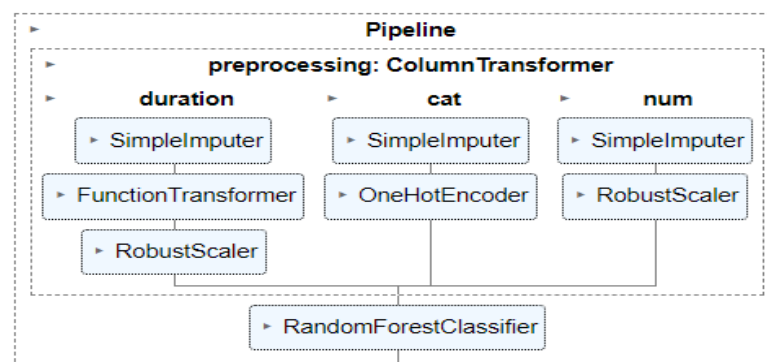 Pipeline
preprocessing: ColumnTransformer
duration cat num
SimpleImputer SimpleImputer SimpleImputer
FunctionTransformer OneHotEncoder RobustScaler
RobustScaler
RandomForestClassifier